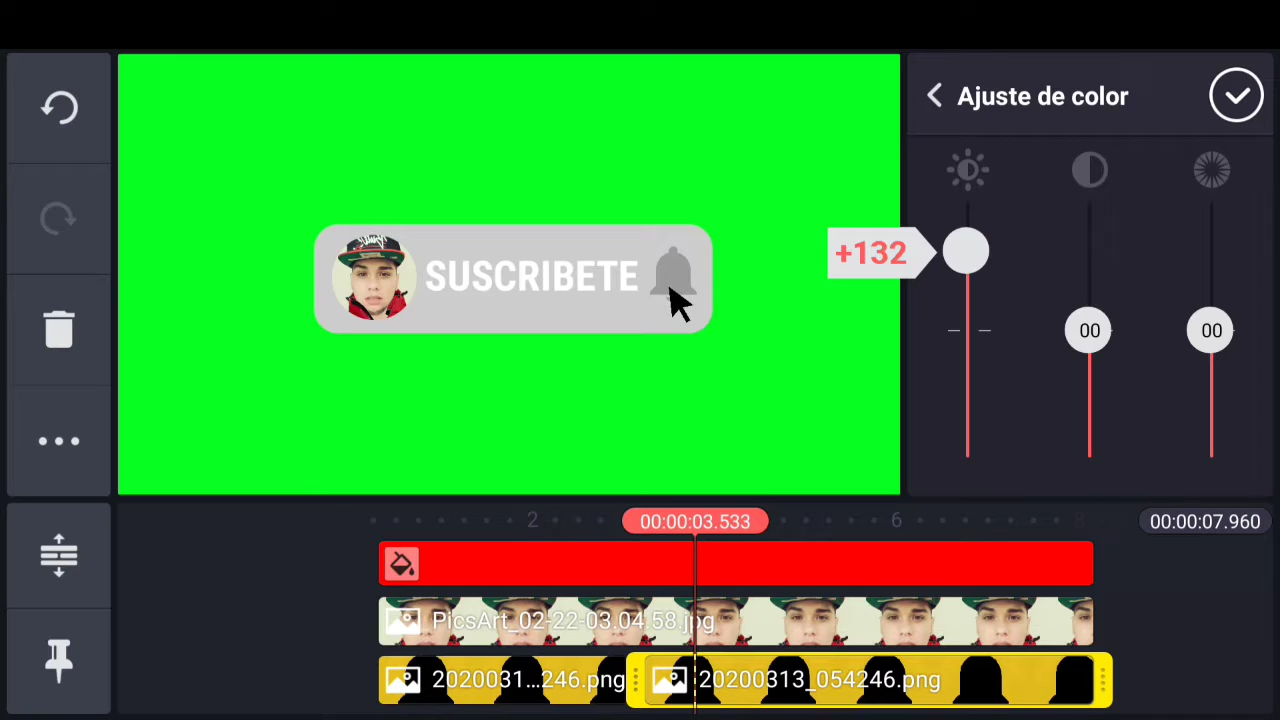 Ajuste de color
SUSCRIBETE
+132
00
00
2
00:00:03.533
6
8
00:00:07.960
PicsArt_02-22-03.04.58.jpg
2020031...246.png
20200313_054246.png